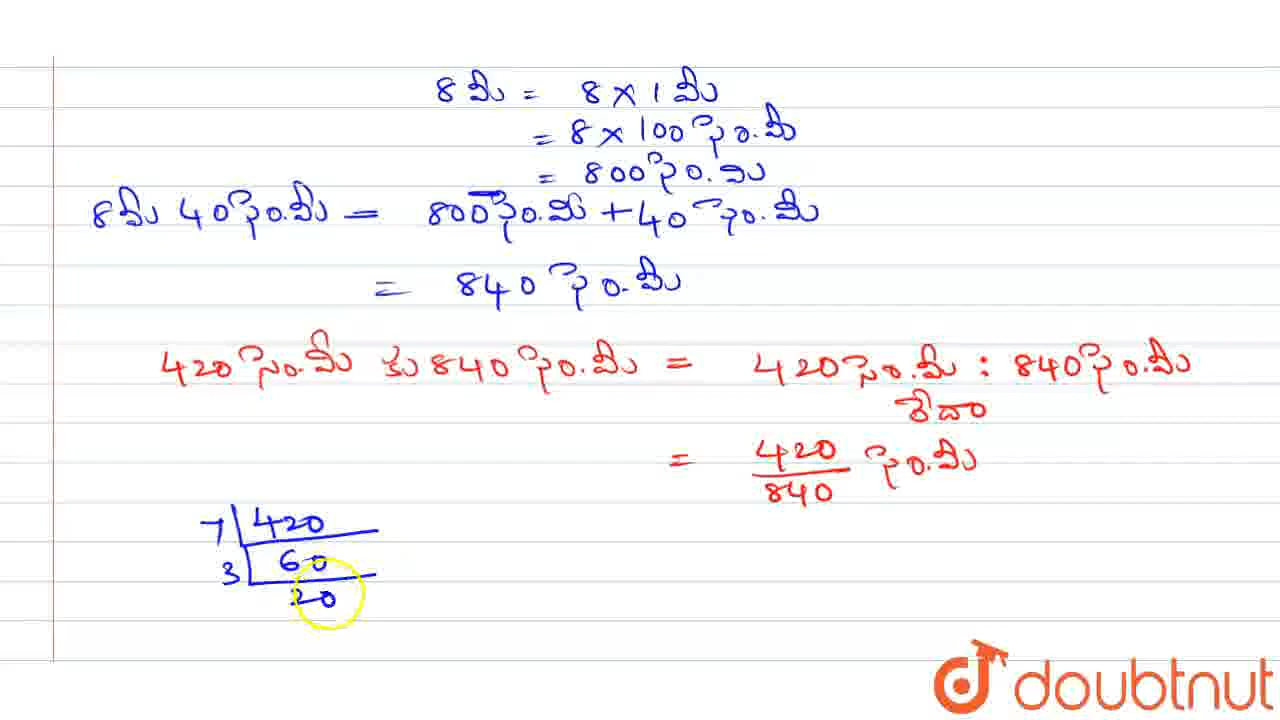 8 మీ = 8 × 1 మీ
= 8 × 100 సెం.మీ
= 800 సెం.మీ
8 మీ 40 సెం.మీ = 800 సెం.మీ + 40 సెం.మీ
= 840 సెం.మీ
420 సెం.మీ కు 840 సెం.మీ = 420 సెం.మీ : 840 సెం.మీ
లేదా
= 420/840 సెం.మీ
7 | 420
3 | 60
20
doubtnut